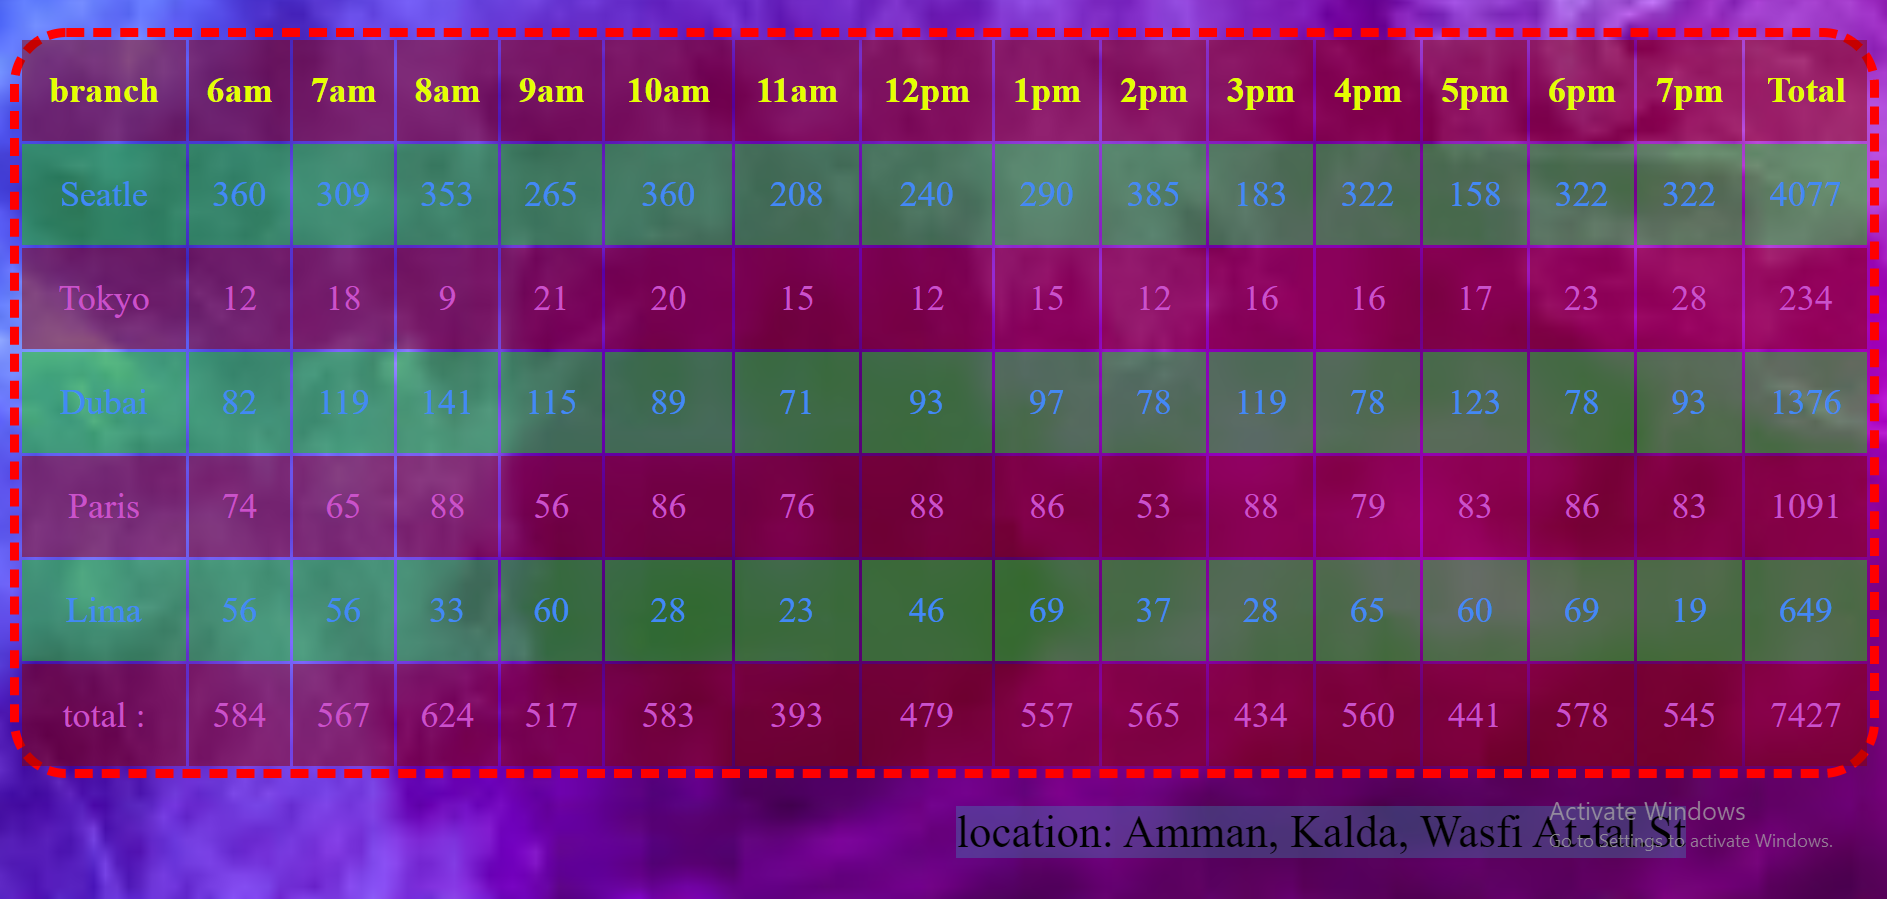 branch 6am 7am 8am 9am 10am 11am 12pm 1pm 2pm 3pm 4pm 5pm 6pm 7pm Total
Seatle 360 309 353 265 360 208 240 290 385 183 322 158 322 322 4077
Tokyo 12 18 9 21 20 15 12 15 12 16 16 17 23 28 234
Dubai 82 119 141 115 89 71 93 97 78 119 78 123 78 93 1376
Paris 74 65 88 56 86 76 88 86 53 88 79 83 86 83 1091
Lima 56 56 33 60 28 23 46 69 37 28 65 60 69 19 649
total : 584 567 624 517 583 393 479 557 565 434 560 441 578 545 7427
location: Amman, Kalda, Wasfi At-tal St
Activate Windows
Go to Settings to activate Windows.